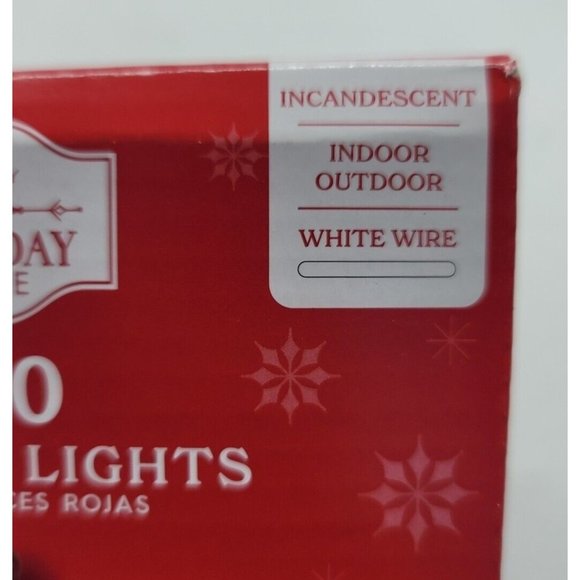 INCANDESCENT
INDOOR
OUTDOOR
WHITE WIRE
DAY
E
0
LIGHTS
CES ROJAS